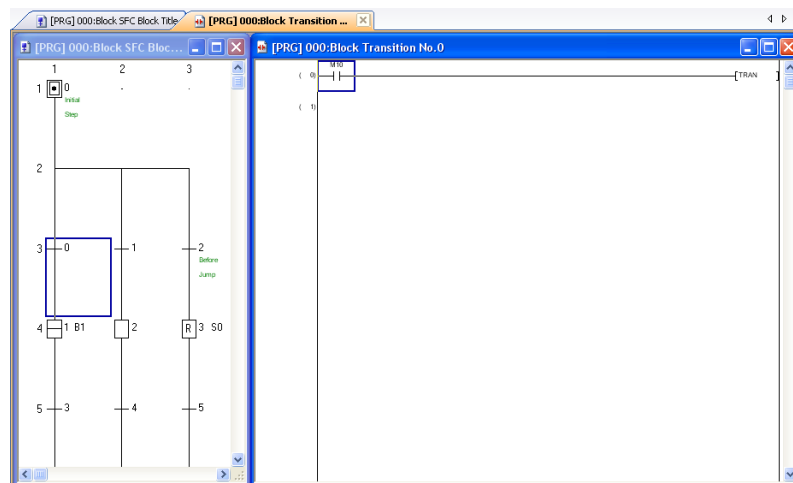 [PRG] 000:Block SFC Block Title
[PRG] 000:Block Transition ...
[PRG] 000:Block SFC Bloc...
1 2 3
1 0
Initial
Step
2
3 0 1 2
Before
Jump
4 1 B1 2 R 3 S0
5 3 4 5
[PRG] 000:Block Transition No.0
M10
( 0) [TRAN ]
( 1)